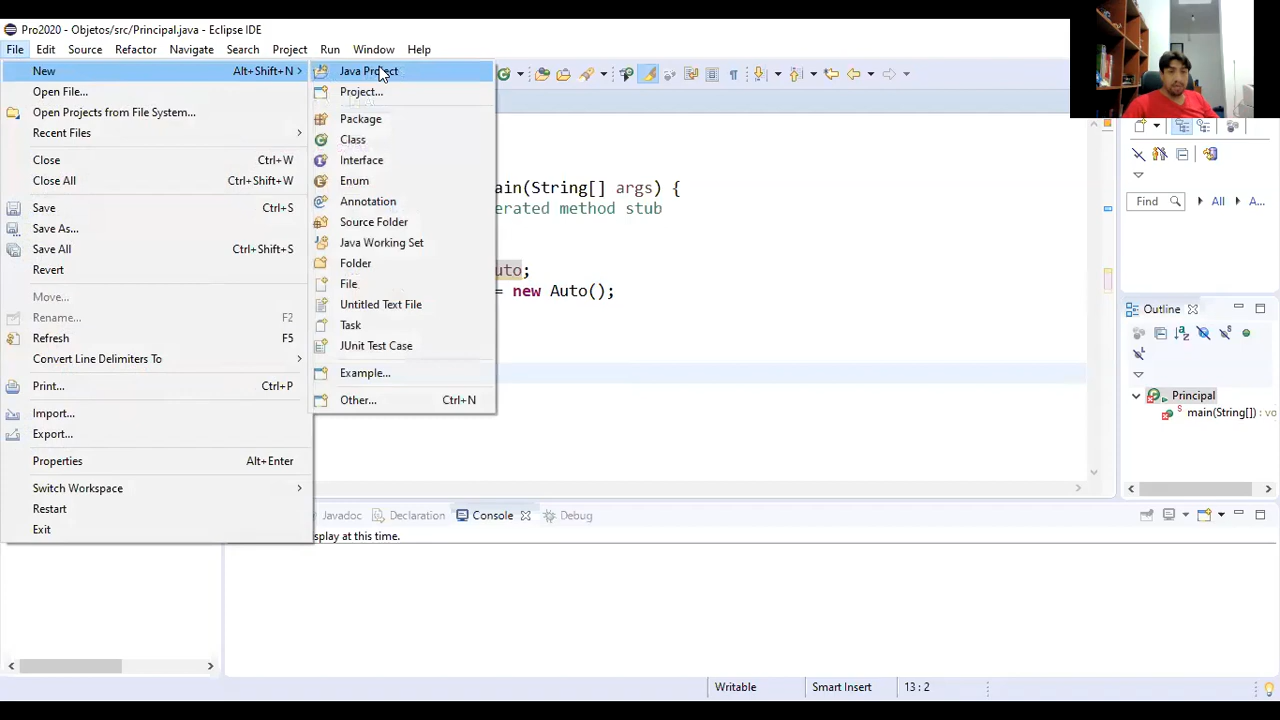 Pro2020 - Objetos/src/Principal.java - Eclipse IDE
File Edit Source Refactor Navigate Search Project Run Window Help
New Alt+Shift+N
Open File...
Open Projects from File System...
Recent Files
Close Ctrl+W
Close All Ctrl+Shift+W
Save Ctrl+S
Save As...
Save All Ctrl+Shift+S
Revert
Move...
Rename... F2
Refresh F5
Convert Line Delimiters To
Print... Ctrl+P
Import...
Export...
Properties Alt+Enter
Switch Workspace
Restart
Exit
Java Project
Project...
Package
Class
Interface
Enum
Annotation
Source Folder
Java Working Set
Folder
File
Untitled Text File
Task
JUnit Test Case
Example...
Other... Ctrl+N
ain(String[] args) {
erated method stub
uto;
= new Auto();
Find All A...
Outline
Principal
main(String[]) : vo
Javadoc Declaration Console Debug
splay at this time.
Writable Smart Insert 13 : 2